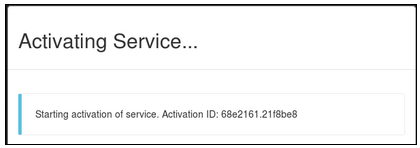 Activating Service...
Starting activation of service. Activation ID: 68e2161.21f8be8